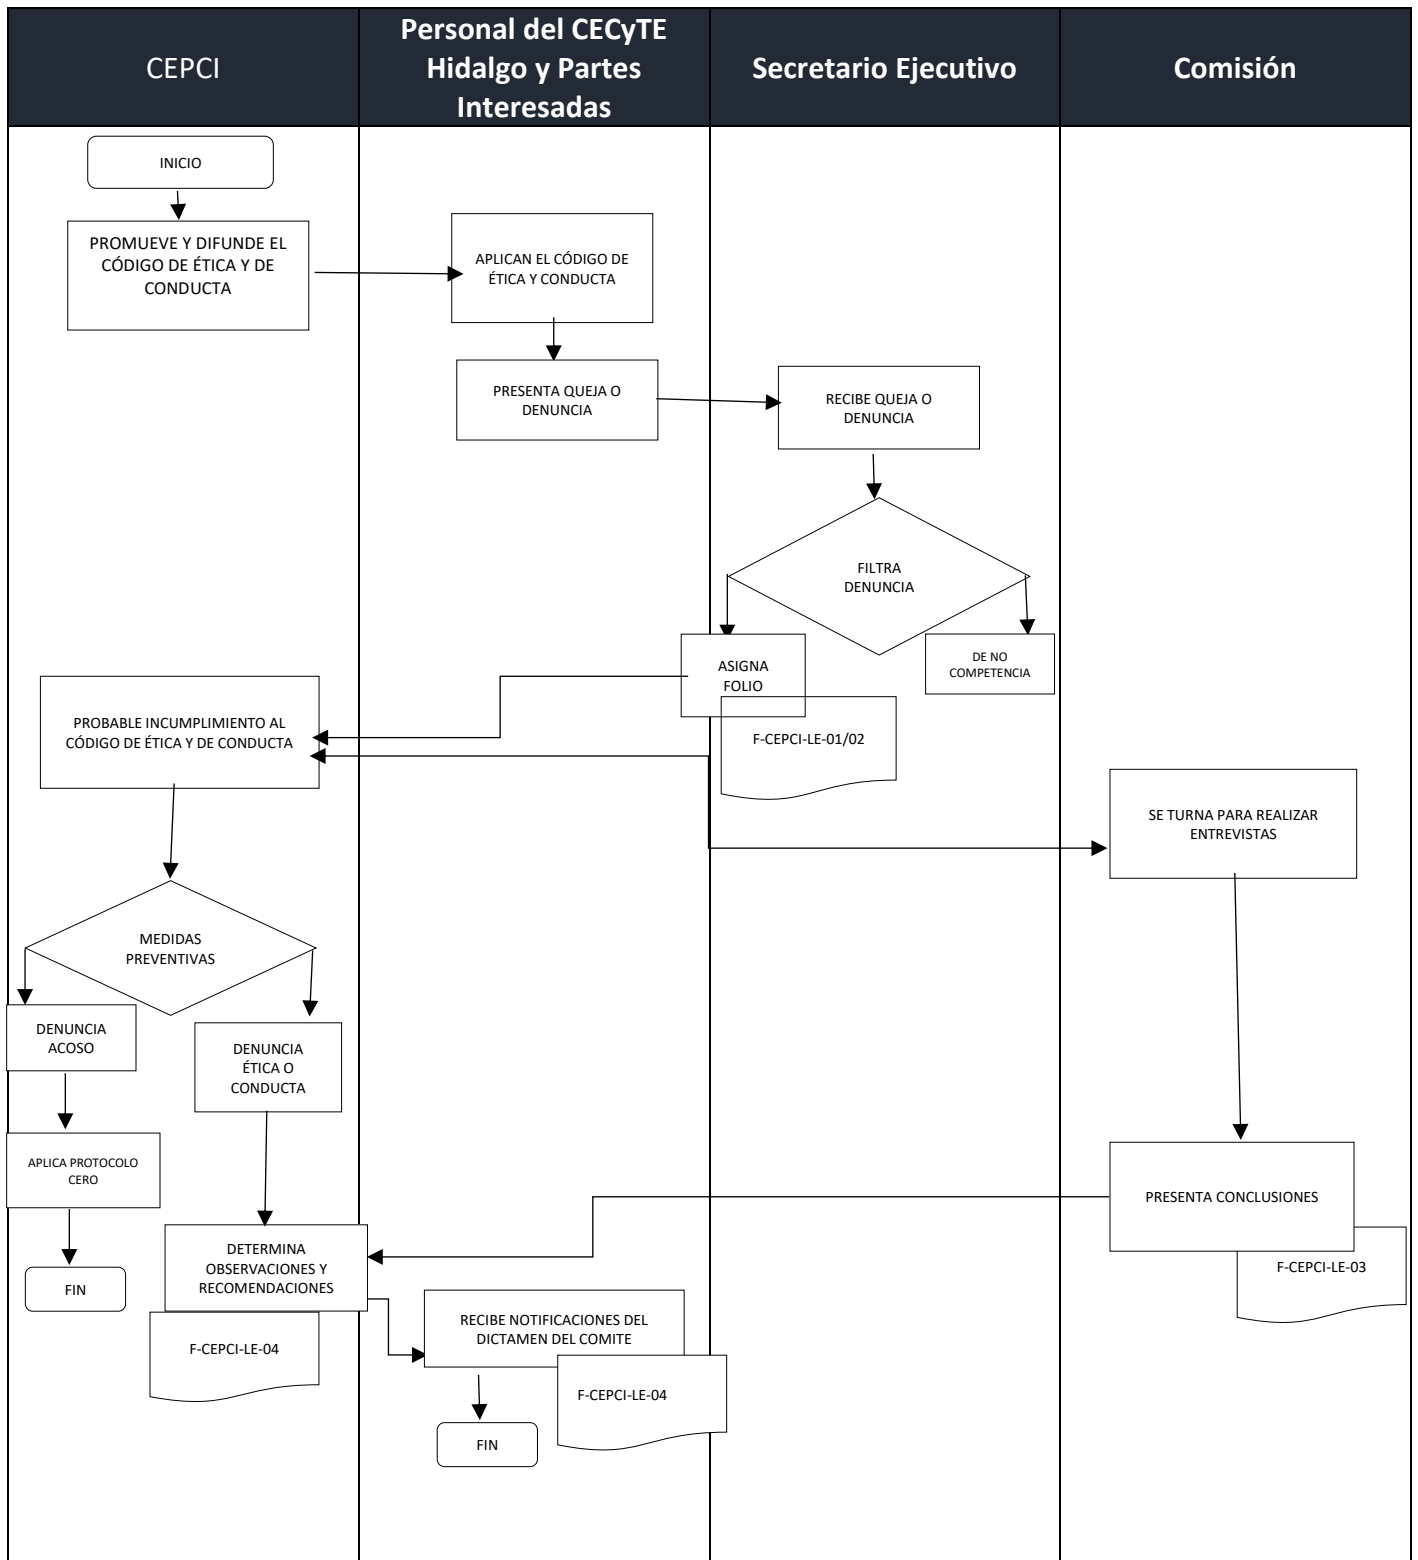 CEPCI
Personal del CECyTE
Hidalgo y Partes
Interesadas
Secretario Ejecutivo
Comisión
INICIO
PROMUEVE Y DIFUNDE EL
CÓDIGO DE ÉTICA Y DE
CONDUCTA
APLICAN EL CÓDIGO DE
ÉTICA Y CONDUCTA
PRESENTA QUEJA O
DENUNCIA
RECIBE QUEJA O
DENUNCIA
FILTRA
DENUNCIA
ASIGNA
FOLIO
DE NO
COMPETENCIA
F-CEPCI-LE-01/02
PROBABLE INCUMPLIMIENTO AL
CÓDIGO DE ÉTICA Y DE CONDUCTA
SE TURNA PARA REALIZAR
ENTREVISTAS
MEDIDAS
PREVENTIVAS
DENUNCIA
ACOSO
DENUNCIA
ÉTICA O
CONDUCTA
APLICA PROTOCOLO
CERO
PRESENTA CONCLUSIONES
F-CEPCI-LE-03
DETERMINA
OBSERVACIONES Y
RECOMENDACIONES
FIN
F-CEPCI-LE-04
RECIBE NOTIFICACIONES DEL
DICTAMEN DEL COMITE
F-CEPCI-LE-04
FIN